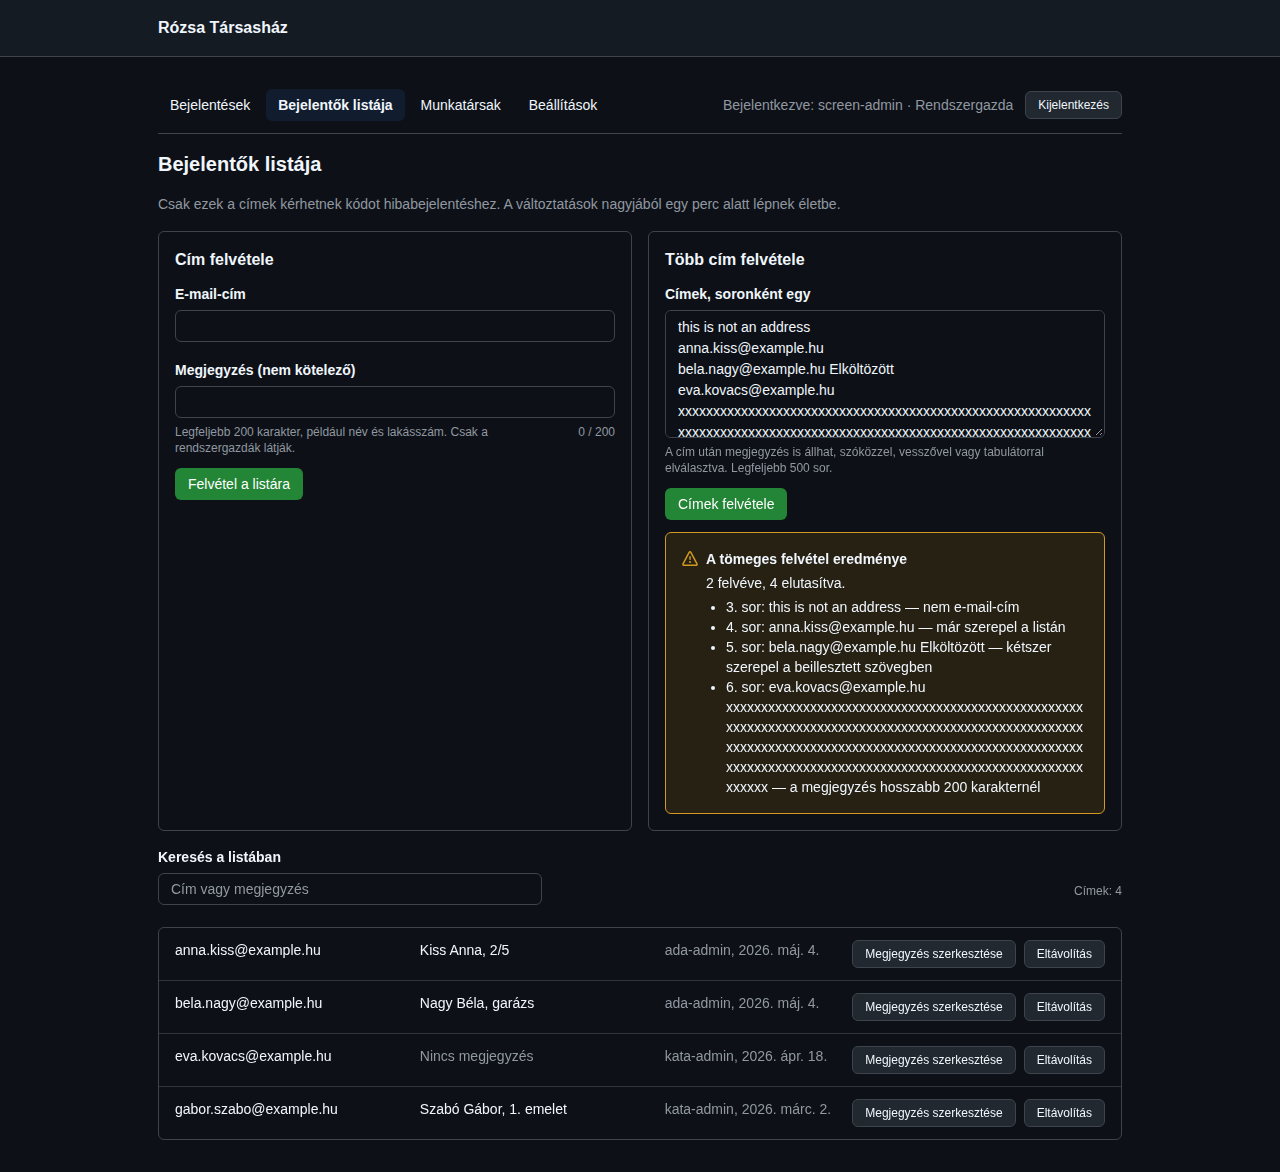 Rózsa Társasház
Bejelentések Bejelentők listája Munkatársak Beállítások Bejelentkezve: screen-admin · Rendszergazda Kijelentkezés
Bejelentők listája
Csak ezek a címek kérhetnek kódot hibabejelentéshez. A változtatások nagyjából egy perc alatt lépnek életbe.
Cím felvétele
E-mail-cím
Megjegyzés (nem kötelező)
Legfeljebb 200 karakter, például név és lakásszám. Csak a 0 / 200
rendszergazdák látják.
Felvétel a listára
Több cím felvétele
Címek, soronként egy
this is not an address
anna.kiss@example.hu
bela.nagy@example.hu Elköltözött
eva.kovacs@example.hu
xxxxxxxxxxxxxxxxxxxxxxxxxxxxxxxxxxxxxxxxxxxxxxxxxxxxxxxxxxx
xxxxxxxxxxxxxxxxxxxxxxxxxxxxxxxxxxxxxxxxxxxxxxxxxxxxxxxxxxx
A cím után megjegyzés is állhat, szóközzel, vesszővel vagy tabulátorral
elválasztva. Legfeljebb 500 sor.
Címek felvétele
A tömeges felvétel eredménye
2 felvéve, 4 elutasítva.
3. sor: this is not an address — nem e-mail-cím
4. sor: anna.kiss@example.hu — már szerepel a listán
5. sor: bela.nagy@example.hu Elköltözött — kétszer
szerepel a beillesztett szövegben
6. sor: eva.kovacs@example.hu
xxxxxxxxxxxxxxxxxxxxxxxxxxxxxxxxxxxxxxxxxxxxxxxxxxx
xxxxxxxxxxxxxxxxxxxxxxxxxxxxxxxxxxxxxxxxxxxxxxxxxxx
xxxxxxxxxxxxxxxxxxxxxxxxxxxxxxxxxxxxxxxxxxxxxxxxxxx
xxxxxxxxxxxxxxxxxxxxxxxxxxxxxxxxxxxxxxxxxxxxxxxxxxx
xxxxxx — a megjegyzés hosszabb 200 karakternél
Keresés a listában
Cím vagy megjegyzés Címek: 4
anna.kiss@example.hu Kiss Anna, 2/5 ada-admin, 2026. máj. 4. Megjegyzés szerkesztése Eltávolítás
bela.nagy@example.hu Nagy Béla, garázs ada-admin, 2026. máj. 4. Megjegyzés szerkesztése Eltávolítás
eva.kovacs@example.hu Nincs megjegyzés kata-admin, 2026. ápr. 18. Megjegyzés szerkesztése Eltávolítás
gabor.szabo@example.hu Szabó Gábor, 1. emelet kata-admin, 2026. márc. 2. Megjegyzés szerkesztése Eltávolítás